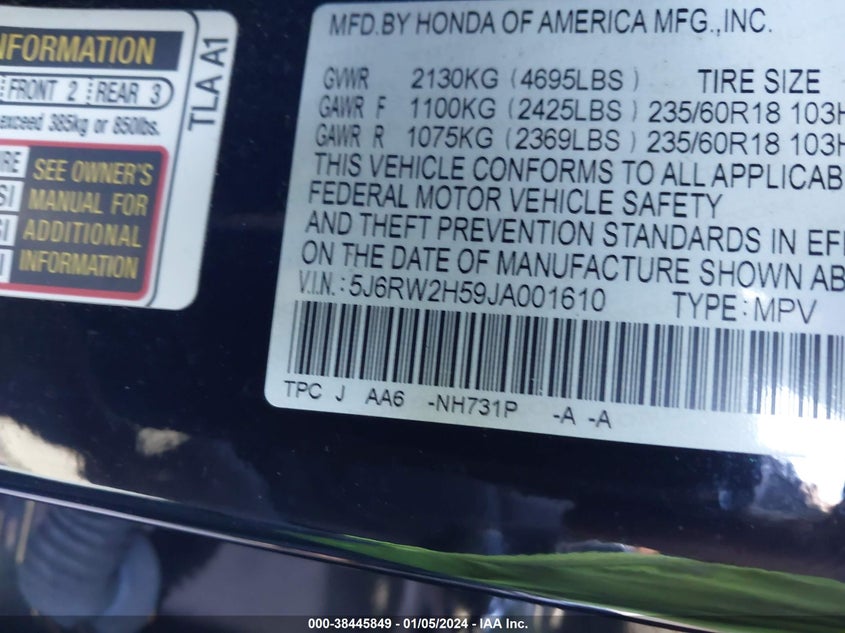 NFORMATION
FRONT 2 REAR 3
exceed 385kg or 850lbs.
SEE OWNER'S
MANUAL FOR
ADDITIONAL
INFORMATION
TLA A1
MFD.BY HONDA OF AMERICA MFG.,INC.
GVWR 2130KG (4695LBS) TIRE SIZE
GAWR F 1100KG (2425LBS) 235/60R18 103H
GAWR R 1075KG (2369LBS) 235/60R18 103H
THIS VEHICLE CONFORMS TO ALL APPLICAB
FEDERAL MOTOR VEHICLE SAFETY
AND THEFT PREVENTION STANDARDS IN EFF
ON THE DATE OF MANUFACTURE SHOWN AB
V.I.N.:5J6RW2H59JA001610 TYPE:MPV
TPC J AA6 -NH731P -A -A
000-38445849 - 01/05/2024 - IAA Inc.